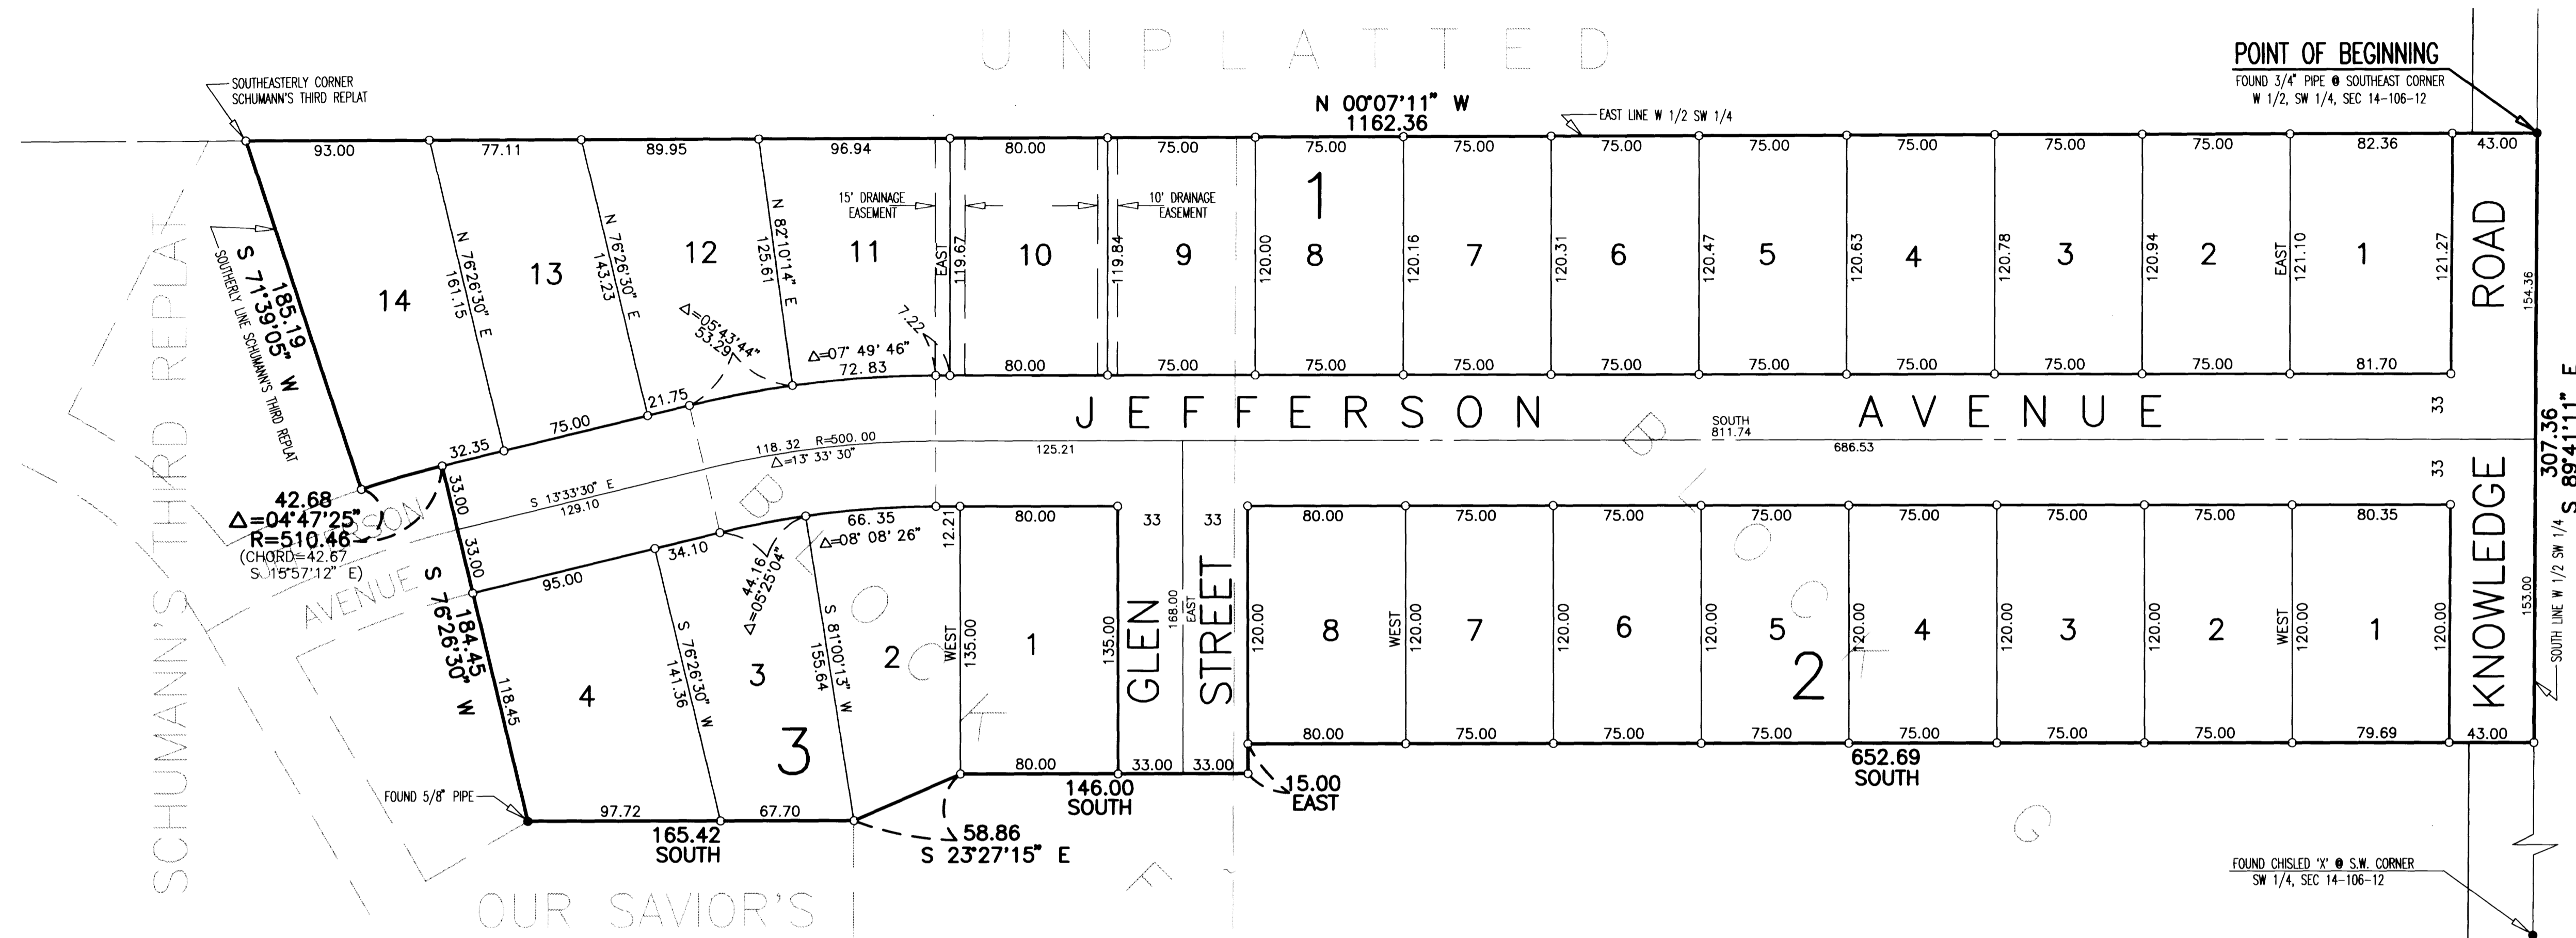 UNPLATTED
POINT OF BEGINNING
FOUND 3/4" PIPE @ SOUTHEAST CORNER
W 1/2, SW 1/4, SEC 14-106-12
SOUTHEASTERLY CORNER
SCHUMANN'S THIRD REPLAT
N 00°07'11" W
1162.36
EAST LINE W 1/2 SW 1/4
93.00
77.11
89.95
96.94
80.00
75.00
75.00
75.00
75.00
75.00
75.00
75.00
75.00
82.36
43.00
15' DRAINAGE
EASEMENT
10' DRAINAGE
EASEMENT
1
14
13
12
11
10
9
8
7
6
5
4
3
2
1
S 71°39'05" W
185.19
SOUTHERLY LINE SCHUMANN'S THIRD REPLAT
N 76°26'30" E
161.15
N 76°26'30" E
143.23
N 82°10'14" E
125.61
EAST
119.67
119.84
120.00
120.16
120.31
120.47
120.63
120.78
120.94
EAST
121.10
121.27
ROAD
154.36
Δ=05°43'44"
53.29
7.22
Δ=07° 49' 46"
72.83
80.00
75.00
75.00
75.00
75.00
75.00
75.00
75.00
75.00
81.70
32.35
75.00
21.75
JEFFERSON AVENUE
33
33
118.32 R=500.00
Δ=13° 33' 30"
125.21
SOUTH
811.74
686.53
S 13°33'30" E
129.10
307.36
S 89°41'11" E
SOUTH LINE W 1/2 SW 1/4
42.68
Δ=04°47'25"
R=510.46
(CHORD=42.67
S 15°57'12" E)
JEFFERSON
AVENUE
33.00
33.00
S 76°26'30" W
184.45
118.45
95.00
34.10
44.16
Δ=05°25'04"
66.35
Δ=08° 08' 26"
12.21
80.00
33
33
80.00
75.00
75.00
75.00
75.00
75.00
75.00
80.35
4
S 76°26'30" W
141.36
3
S 81°00'13" W
155.64
2
WEST
135.00
1
135.00
GLEN
168.00
EAST
STREET
120.00
8
WEST
120.00
7
120.00
6
120.00
5
120.00
4
120.00
3
120.00
2
WEST
120.00
1
120.00
KNOWLEDGE
153.00
3
2
BLOCK
BLOCK
F
G
80.00
33.00
33.00
80.00
75.00
75.00
75.00
75.00
75.00
75.00
79.69
43.00
146.00
SOUTH
15.00
EAST
652.69
SOUTH
FOUND 5/8" PIPE
97.72
67.70
165.42
SOUTH
58.86
S 23°27'15" E
SCHUMANN'S THIRD REPLAT
OUR SAVIOR'S
FOUND CHISLED 'X' @ S.W. CORNER
SW 1/4, SEC 14-106-12